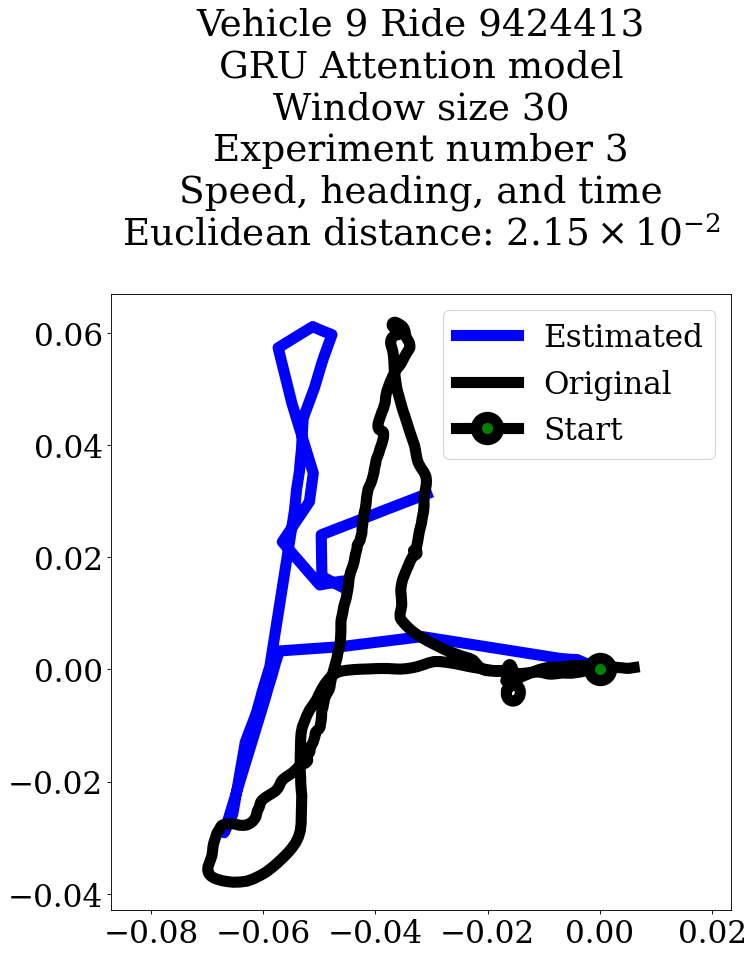 Vehicle 9 Ride 9424413
GRU Attention model
Window size 30
Experiment number 3
Speed, heading, and time
Euclidean distance: 2.15 × 10⁻²
Estimated
Original
Start
0.06
0.04
0.02
0.00
−0.02
−0.04
−0.08 −0.06 −0.04 −0.02 0.00 0.02